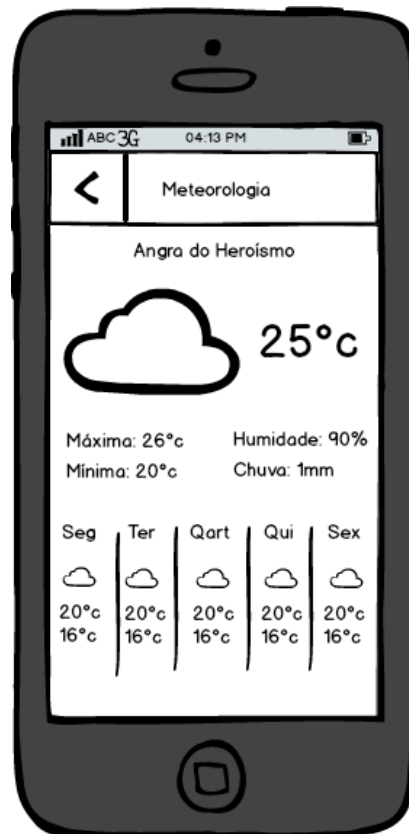 ABC 3G 04:13 PM
Meteorologia
Angra do Heroísmo
25°c
Máxima: 26°c Humidade: 90%
Mínima: 20°c Chuva: 1mm
Seg Ter Qart Qui Sex
20°c 20°c 20°c 20°c 20°c
16°c 16°c 16°c 16°c 16°c